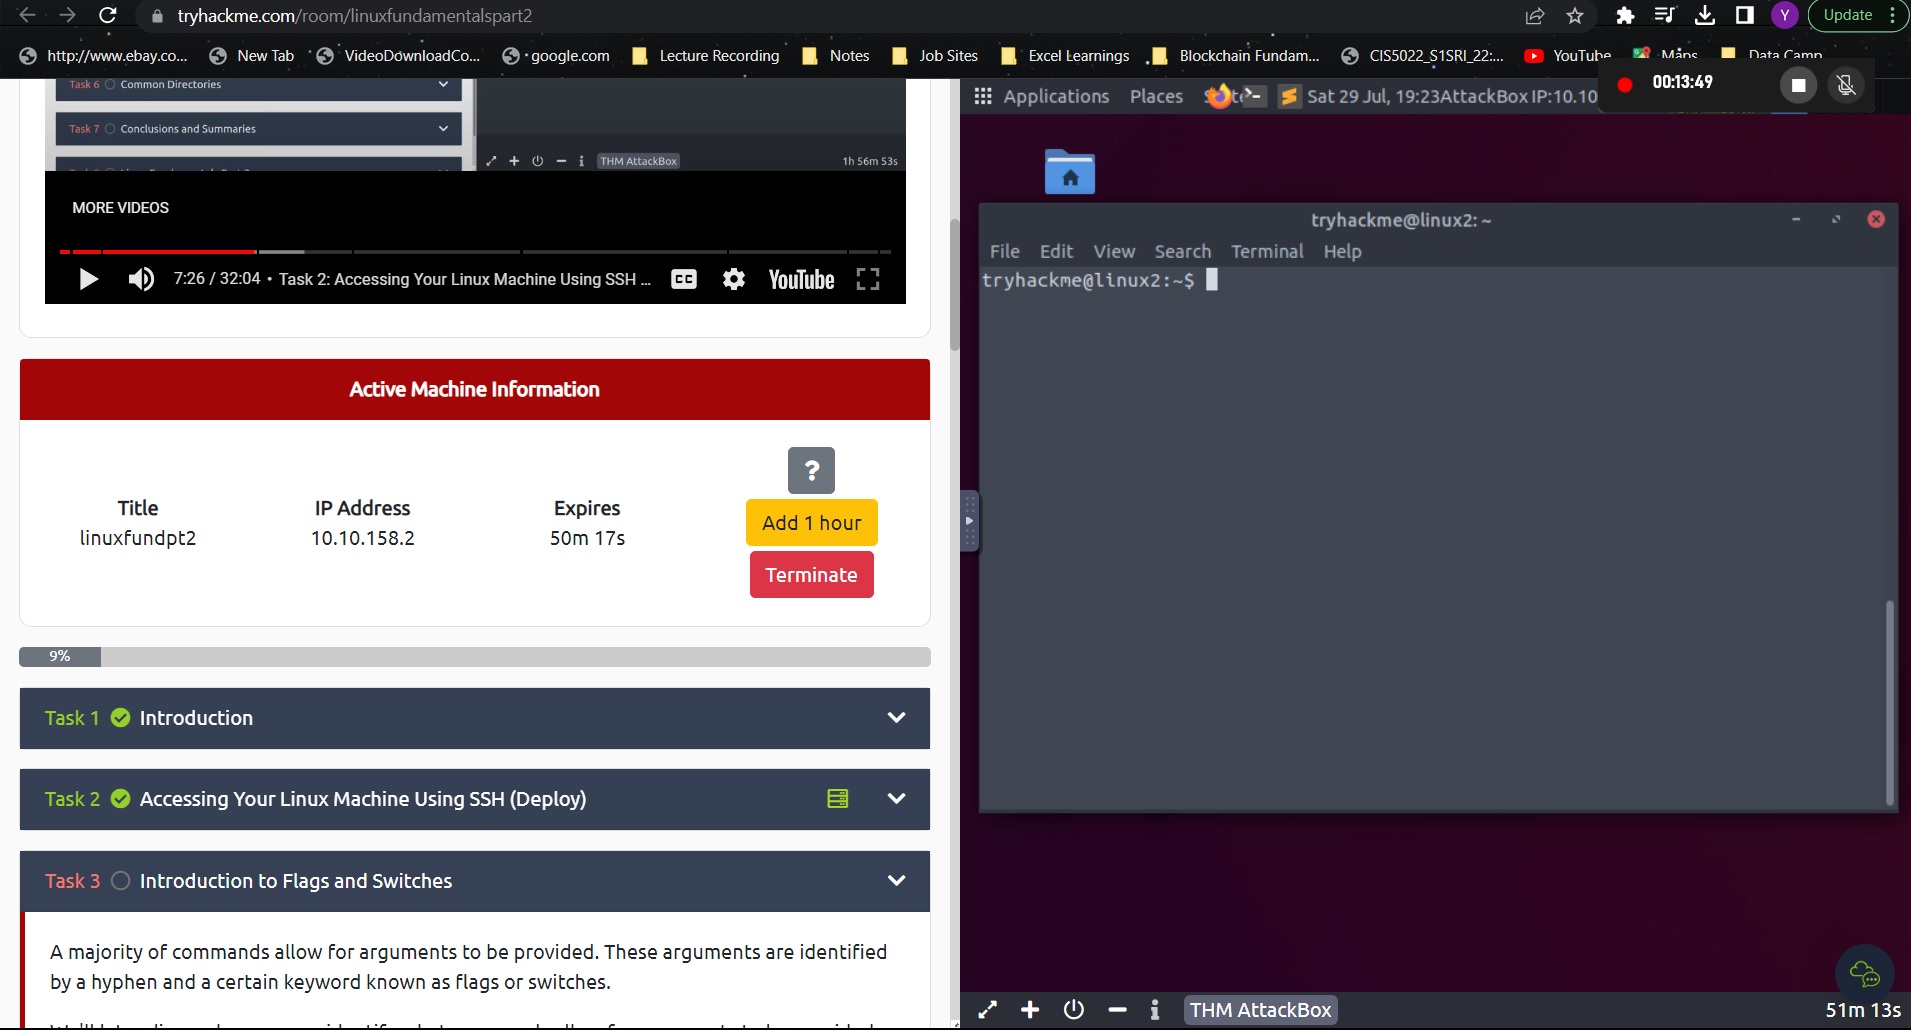 tryhackme.com/room/linuxfundamentalspart2
Update
http://www.ebay.co... New Tab VideoDownloadCo... google.com Lecture Recording Notes Job Sites Excel Learnings Blockchain Fundam... CIS5022_S1SRI_22:... YouTube Maps Data Camp
Task 6 Common Directories
Task 7 Conclusions and Summaries
THM AttackBox 1h 56m 53s
MORE VIDEOS
7:26 / 32:04 • Task 2: Accessing Your Linux Machine Using SSH ... CC YouTube
Active Machine Information
?
Title IP Address Expires
linuxfundpt2 10.10.158.2 50m 17s
Add 1 hour
Terminate
9%
Task 1 Introduction
Task 2 Accessing Your Linux Machine Using SSH (Deploy)
Task 3 Introduction to Flags and Switches
A majority of commands allow for arguments to be provided. These arguments are identified
by a hyphen and a certain keyword known as flags or switches.
Applications Places Sat 29 Jul, 19:23 AttackBox IP:10.10
00:13:49
tryhackme@linux2: ~
File Edit View Search Terminal Help
tryhackme@linux2:~$
THM AttackBox 51m 13s
Y